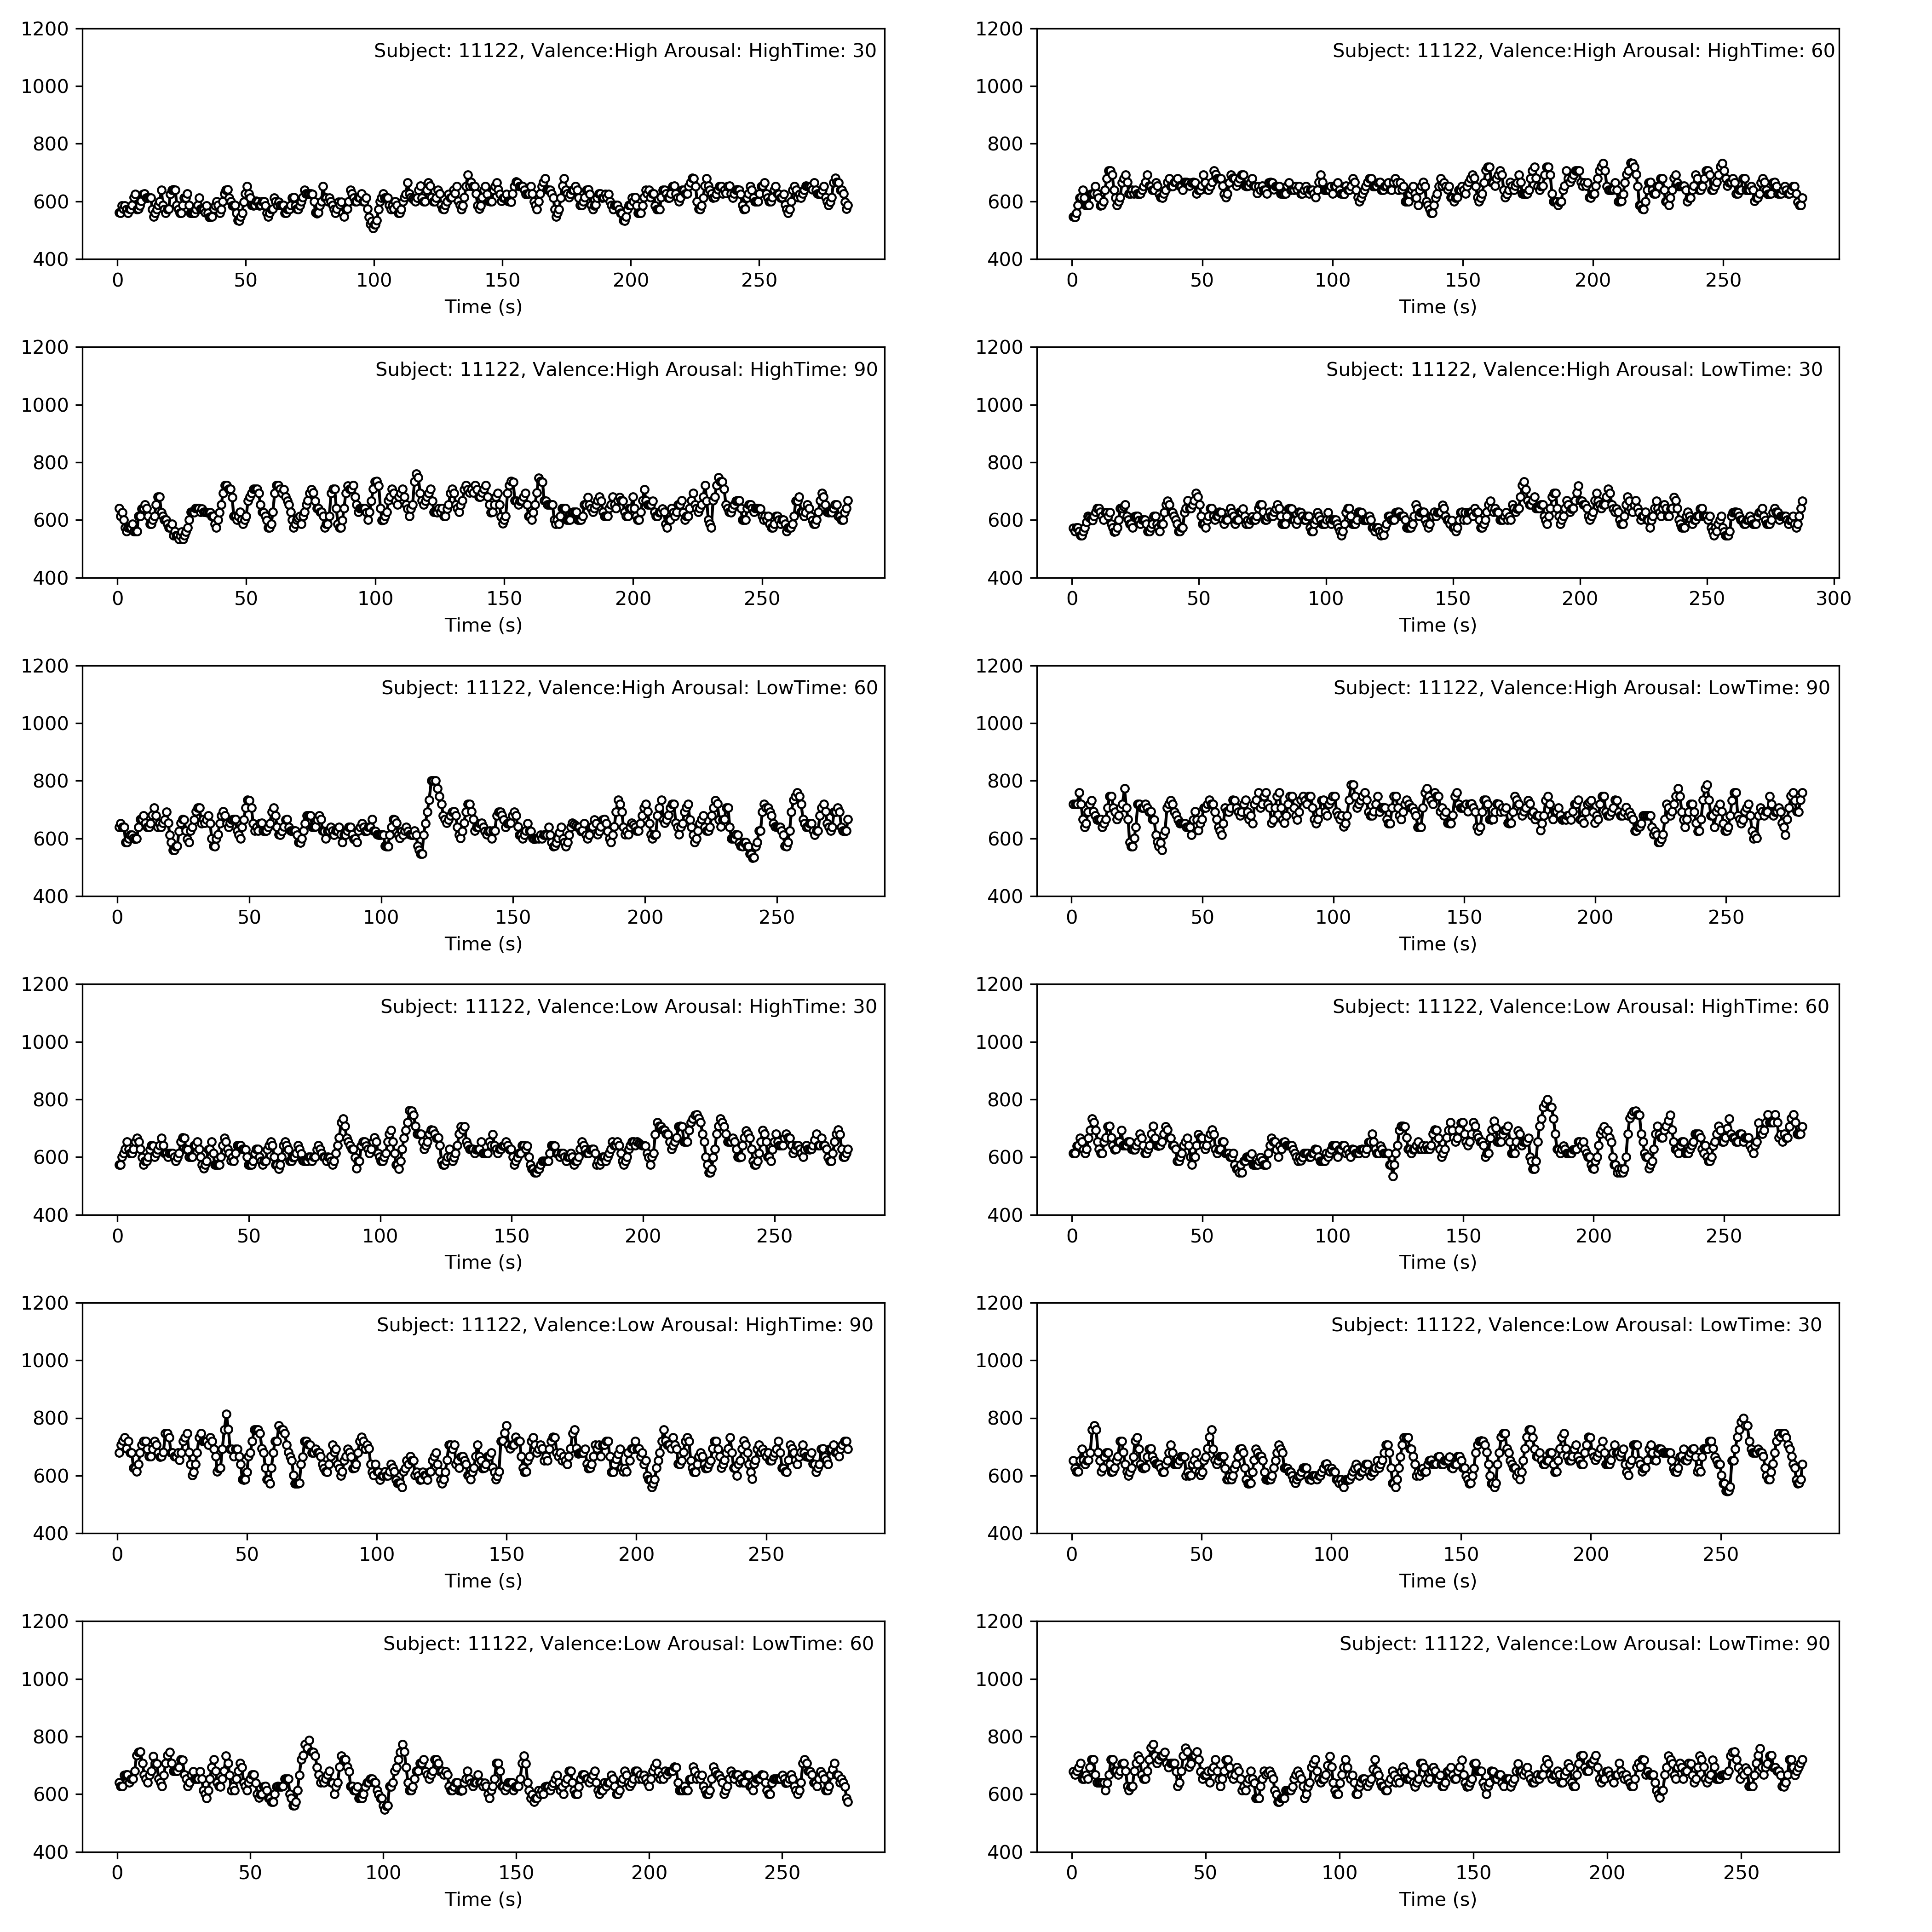 1200
1000
800
600
400
Subject: 11122, Valence:High Arousal: HighTime: 30
0 50 100 150 200 250
Time (s)
1200
1000
800
600
400
Subject: 11122, Valence:High Arousal: HighTime: 60
0 50 100 150 200 250
Time (s)
1200
1000
800
600
400
Subject: 11122, Valence:High Arousal: HighTime: 90
0 50 100 150 200 250
Time (s)
1200
1000
800
600
400
Subject: 11122, Valence:High Arousal: LowTime: 30
0 50 100 150 200 250 300
Time (s)
1200
1000
800
600
400
Subject: 11122, Valence:High Arousal: LowTime: 60
0 50 100 150 200 250
Time (s)
1200
1000
800
600
400
Subject: 11122, Valence:High Arousal: LowTime: 90
0 50 100 150 200 250
Time (s)
1200
1000
800
600
400
Subject: 11122, Valence:Low Arousal: HighTime: 30
0 50 100 150 200 250
Time (s)
1200
1000
800
600
400
Subject: 11122, Valence:Low Arousal: HighTime: 60
0 50 100 150 200 250
Time (s)
1200
1000
800
600
400
Subject: 11122, Valence:Low Arousal: HighTime: 90
0 50 100 150 200 250
Time (s)
1200
1000
800
600
400
Subject: 11122, Valence:Low Arousal: LowTime: 30
0 50 100 150 200 250
Time (s)
1200
1000
800
600
400
Subject: 11122, Valence:Low Arousal: LowTime: 60
0 50 100 150 200 250
Time (s)
1200
1000
800
600
400
Subject: 11122, Valence:Low Arousal: LowTime: 90
0 50 100 150 200 250
Time (s)